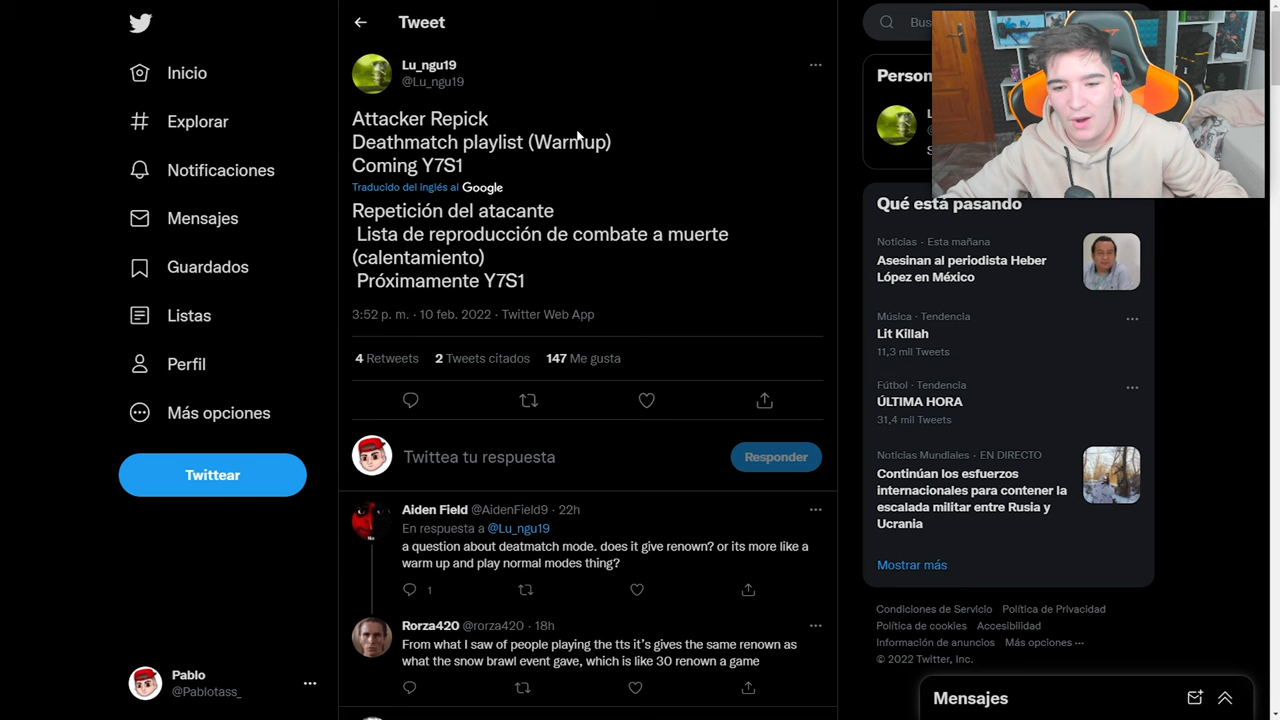 Inicio
Explorar
Notificaciones
Mensajes
Guardados
Listas
Perfil
Más opciones
Twittear
Pablo
@Pablotass_
Tweet
Lu_ngu19
@Lu_ngu19
Attacker Repick
Deathmatch playlist (Warmup)
Coming Y7S1
Traducido del inglés al Google
Repetición del atacante
Lista de reproducción de combate a muerte
(calentamiento)
Próximamente Y7S1
3:52 p. m. · 10 feb. 2022 · Twitter Web App
4 Retweets 2 Tweets citados 147 Me gusta
Twittea tu respuesta
Responder
Aiden Field @AidenField9 · 22h
En respuesta a @Lu_ngu19
a question about deatmatch mode. does it give renown? or its more like a
warm up and play normal modes thing?
1
Rorza420 @rorza420 · 18h
From what I saw of people playing the tts it's gives the same renown as
what the snow brawl event gave, which is like 30 renown a game
Bus
Person
L
Qué está pasando
Noticias · Esta mañana
Asesinan al periodista Heber
López en México
Música · Tendencia
Lit Killah
11,3 mil Tweets
Fútbol · Tendencia
ÚLTIMA HORA
31,4 mil Tweets
Noticias Mundiales · EN DIRECTO
Continúan los esfuerzos
internacionales para contener la
escalada militar entre Rusia y
Ucrania
Mostrar más
Condiciones de Servicio Política de Privacidad
Política de cookies Accesibilidad
Información de anuncios Más opciones
© 2022 Twitter, Inc.
Mensajes